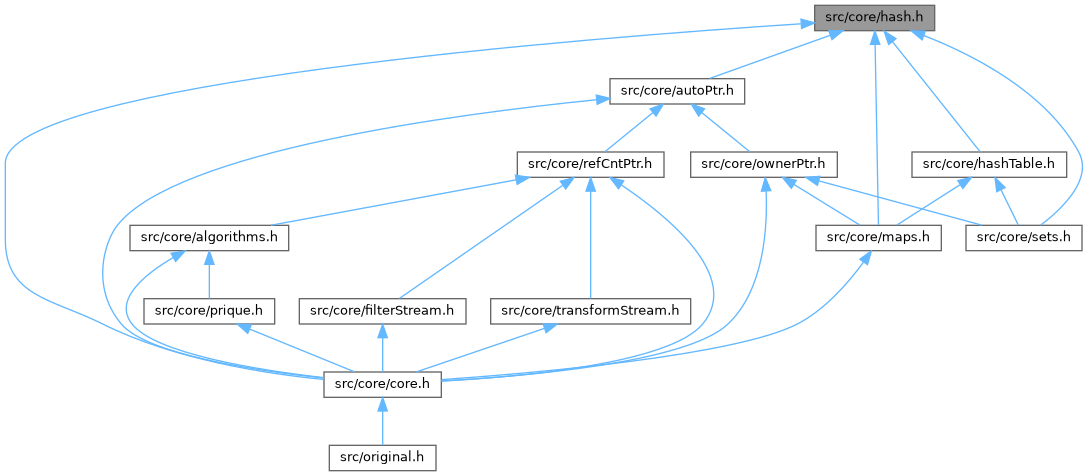 src/core/hash.h
src/core/autoPtr.h
src/core/refCntPtr.h
src/core/ownerPtr.h
src/core/hashTable.h
src/core/algorithms.h
src/core/maps.h
src/core/sets.h
src/core/prique.h
src/core/filterStream.h
src/core/transformStream.h
src/core/core.h
src/original.h